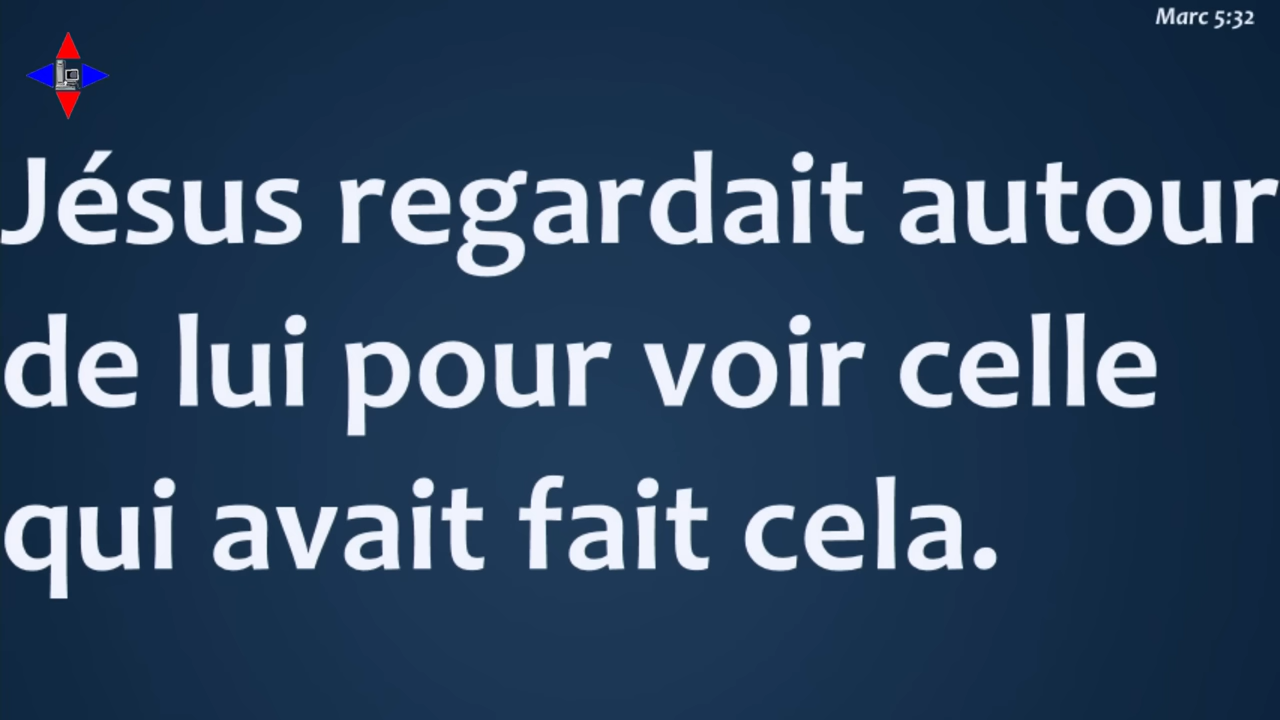 Marc 5:32
Jésus regardait autour
de lui pour voir celle
qui avait fait cela.